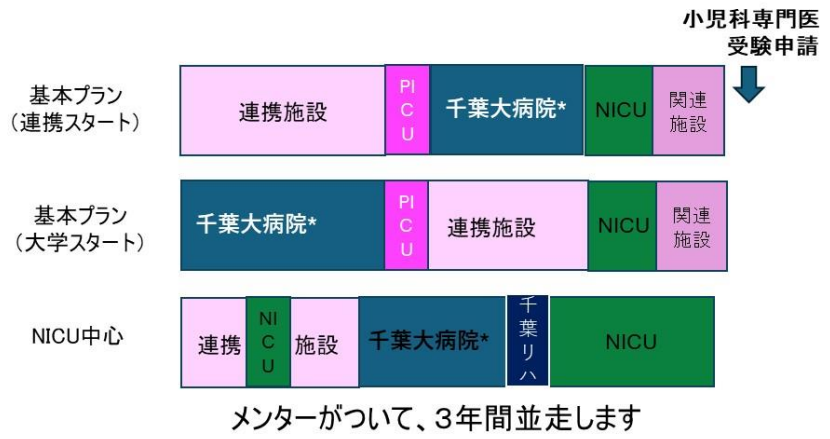 小児科専門医
受験申請
基本プラン
（連携スタート）
連携施設
PICU
千葉大病院*
NICU
関連
施設
基本プラン
（大学スタート）
千葉大病院*
PICU
連携施設
NICU
関連
施設
NICU中心
連携
NICU
施設
千葉大病院*
千葉リハ
NICU
メンターがついて、３年間並走します